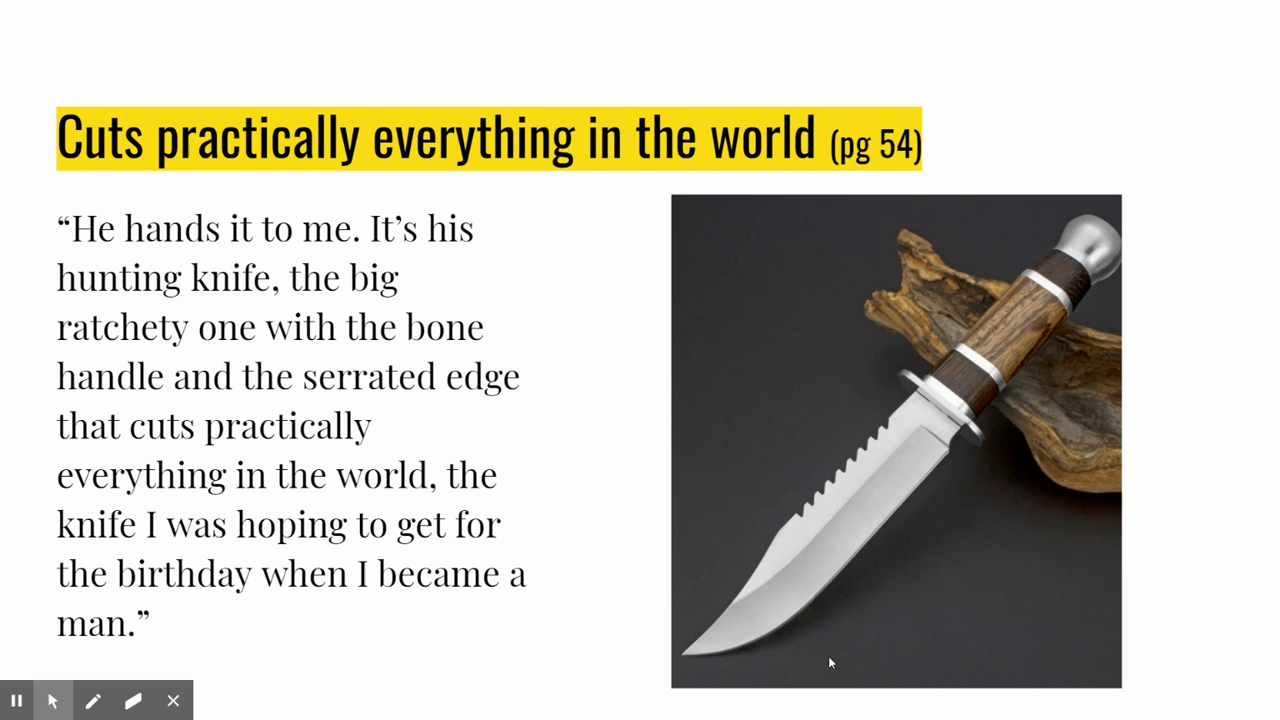 Cuts practically everything in the world (pg 54)
“He hands it to me. It’s his
hunting knife, the big
ratchety one with the bone
handle and the serrated edge
that cuts practically
everything in the world, the
knife I was hoping to get for
the birthday when I became a
man.”